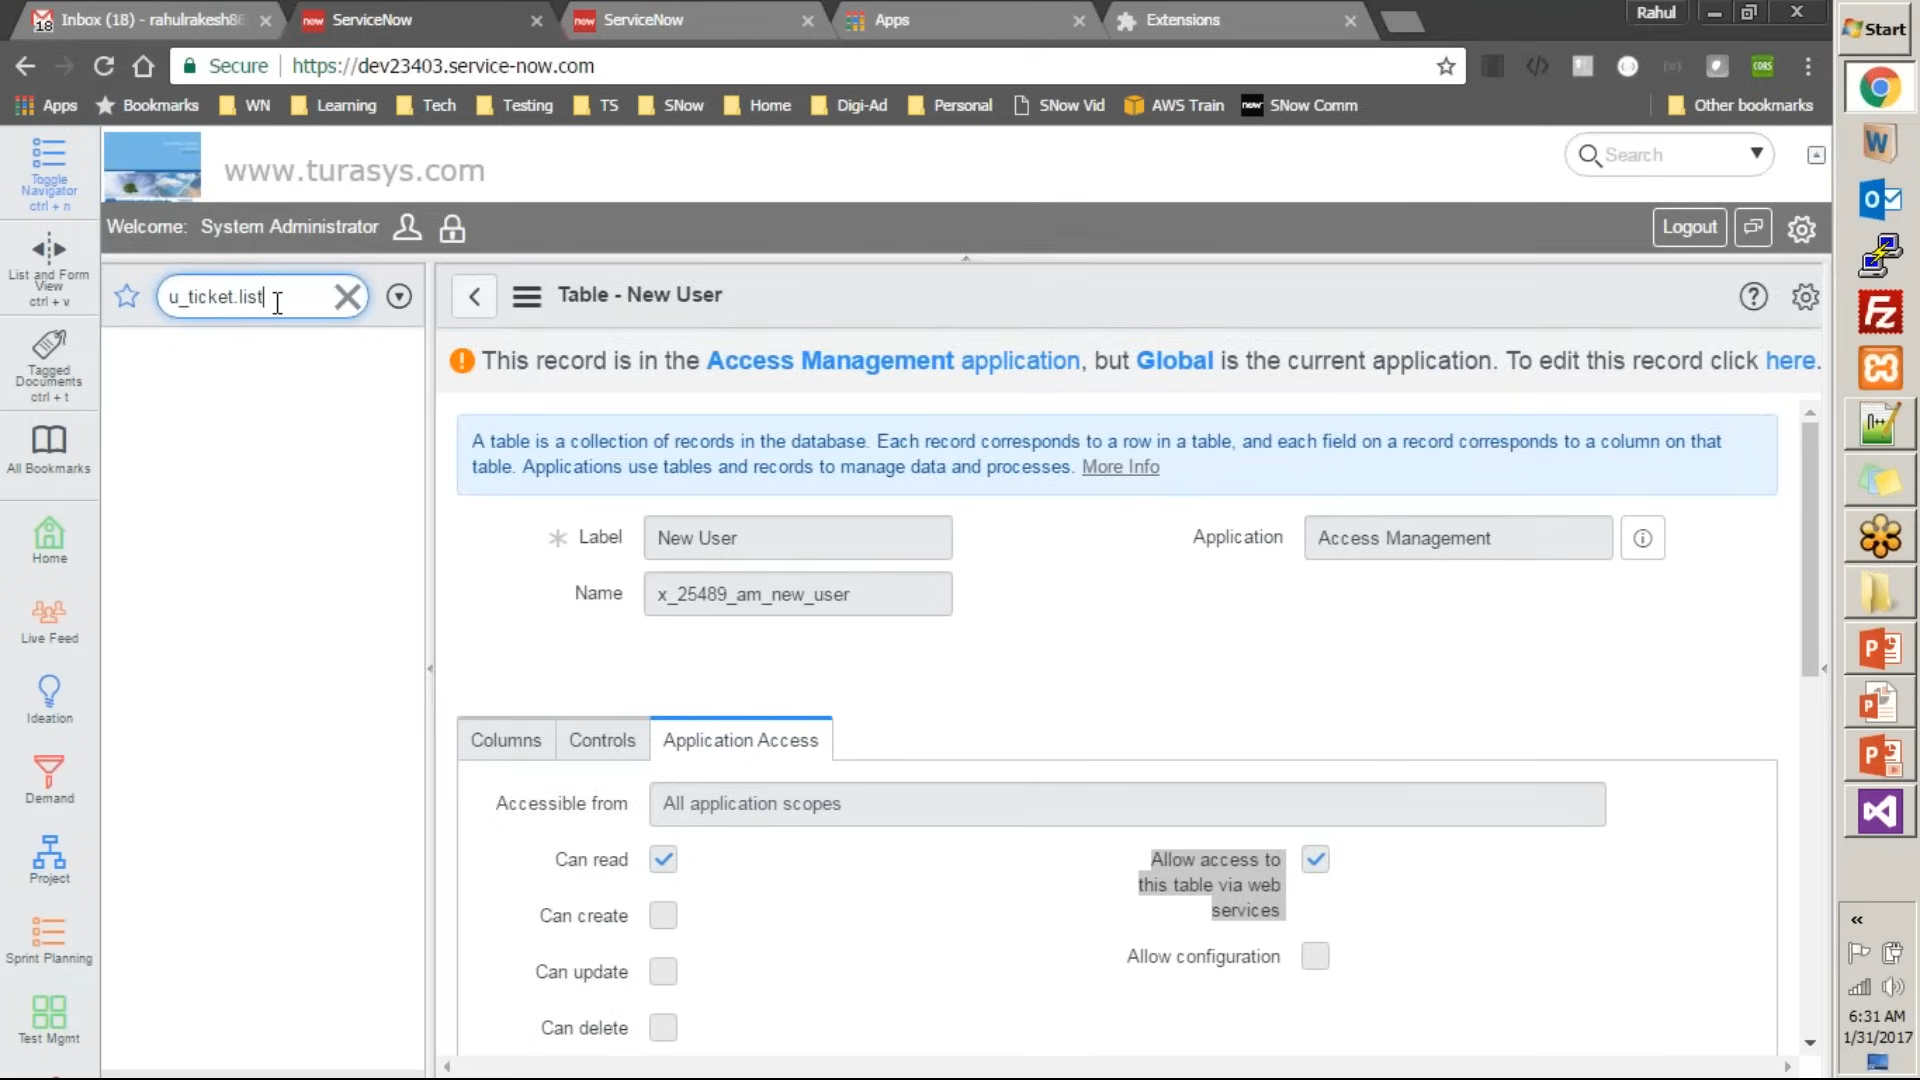 Inbox (18) - rahulrakesh86
ServiceNow
ServiceNow
Apps
Extensions
Rahul
Start
18
now
now
Secure
https://dev23403.service-now.com
CORS
Apps
Bookmarks
WN
Learning
Tech
Testing
TS
SNow
Home
Digi-Ad
Personal
SNow Vid
AWS Train
now
SNow Comm
Other bookmarks
Toggle
Navigator
ctrl + n
www.turasys.com
Search
Welcome: System Administrator
Logout
List and Form
View
ctrl + v
u_ticket.list
Table - New User
Tagged
Documents
ctrl + t
This record is in the Access Management application, but Global is the current application. To edit this record click here.
All Bookmarks
A table is a collection of records in the database. Each record corresponds to a row in a table, and each field on a record corresponds to a column on that
table. Applications use tables and records to manage data and processes. More Info
Home
Label
New User
Application
Access Management
Name
x_25489_am_new_user
Live Feed
Ideation
Columns
Controls
Application Access
Demand
Accessible from
All application scopes
Project
Can read
Allow access to
this table via web
services
Can create
Sprint Planning
Can update
Allow configuration
Can delete
Test Mgmt
6:31 AM
1/31/2017